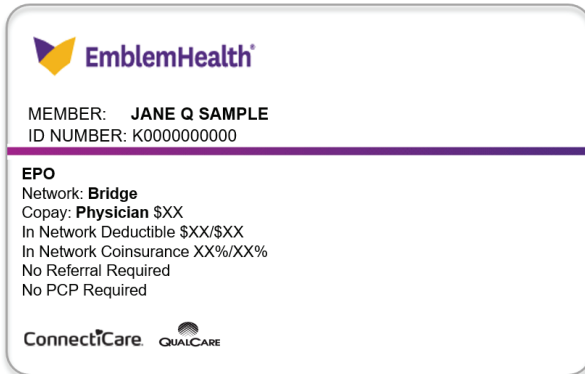 EmblemHealth®
MEMBER: JANE Q SAMPLE
ID NUMBER: K0000000000
EPO
Network: Bridge
Copay: Physician $XX
In Network Deductible $XX/$XX
In Network Coinsurance XX%/XX%
No Referral Required
No PCP Required
ConnectiCare. QUALCARE